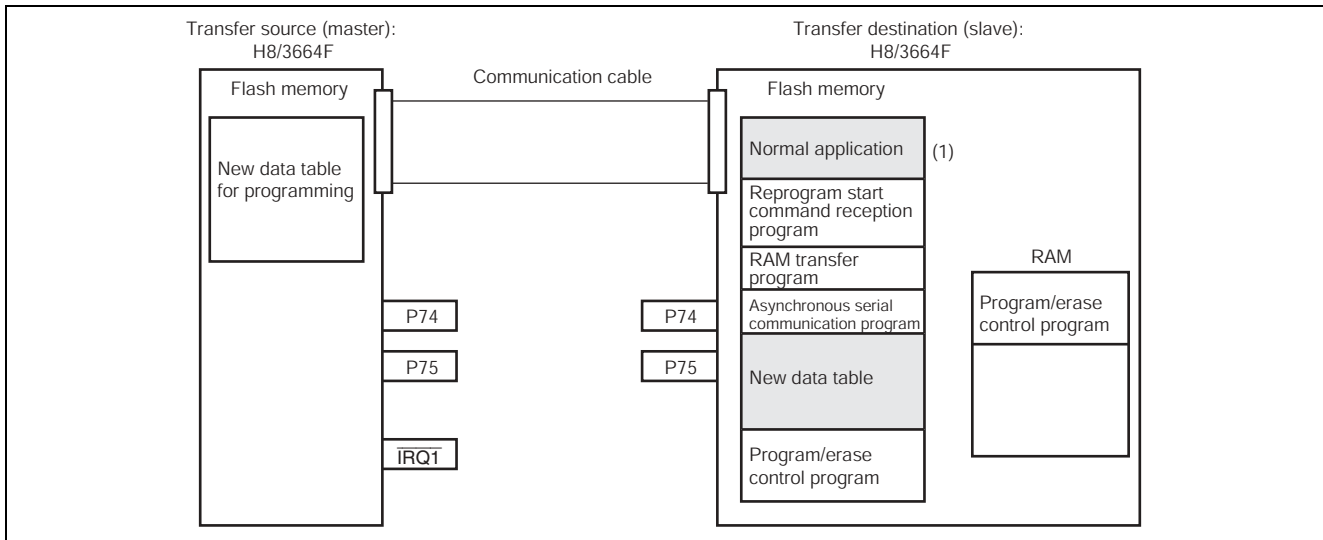 Transfer source (master):
H8/3664F
Transfer destination (slave):
H8/3664F
Communication cable
Flash memory
New data table
for programming
P74
P75
IRQ1
P74
P75
Flash memory
Normal application
(1)
Reprogram start
command reception
program
RAM transfer
program
Asynchronous serial
communication program
New data table
Program/erase
control program
RAM
Program/erase
control program